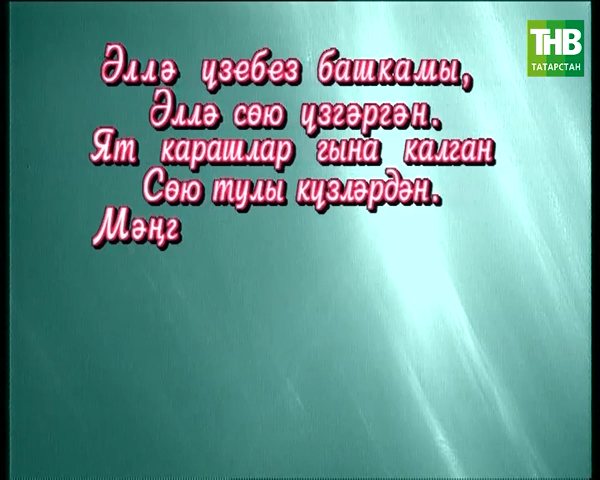 ТНВ
ТАТАРСТАН
Әллә үзебез башкамы,
Әллә сөю үзгәргән.
Ят карашлар гына калган
Сөю тулы күзләрдән.
Мәңг